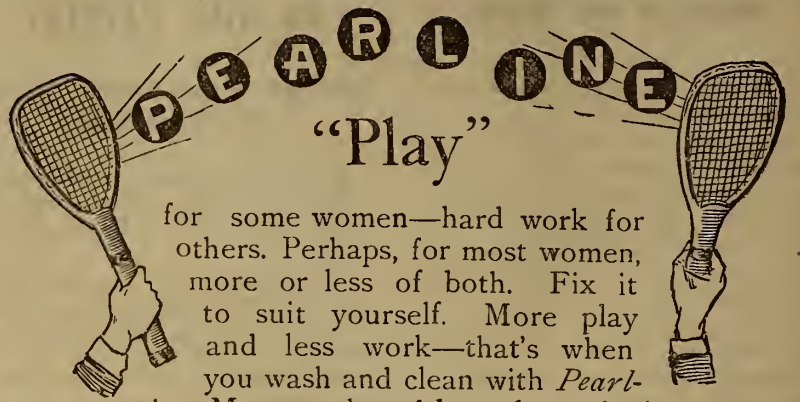 PEARLINE
“Play”
for some women—hard work for
others. Perhaps, for most women,
more or less of both. Fix it
to suit yourself. More play
and less work—that's when
you wash and clean with Pearl-